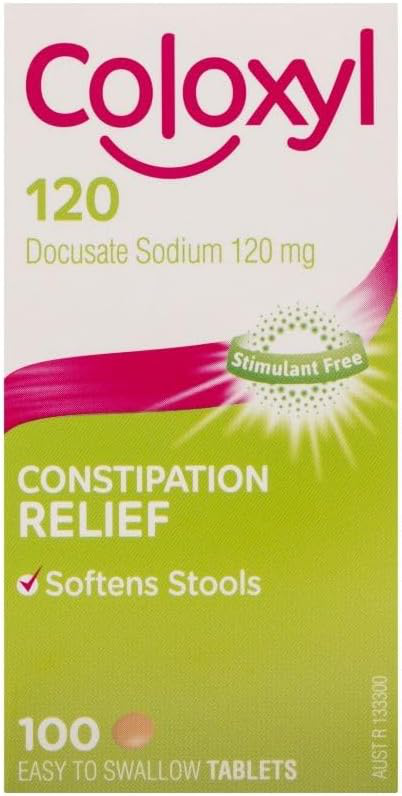 Coloxyl
120
Docusate Sodium 120 mg
Stimulant Free
CONSTIPATION
RELIEF
Softens Stools
100
EASY TO SWALLOW TABLETS
AUST R 133300